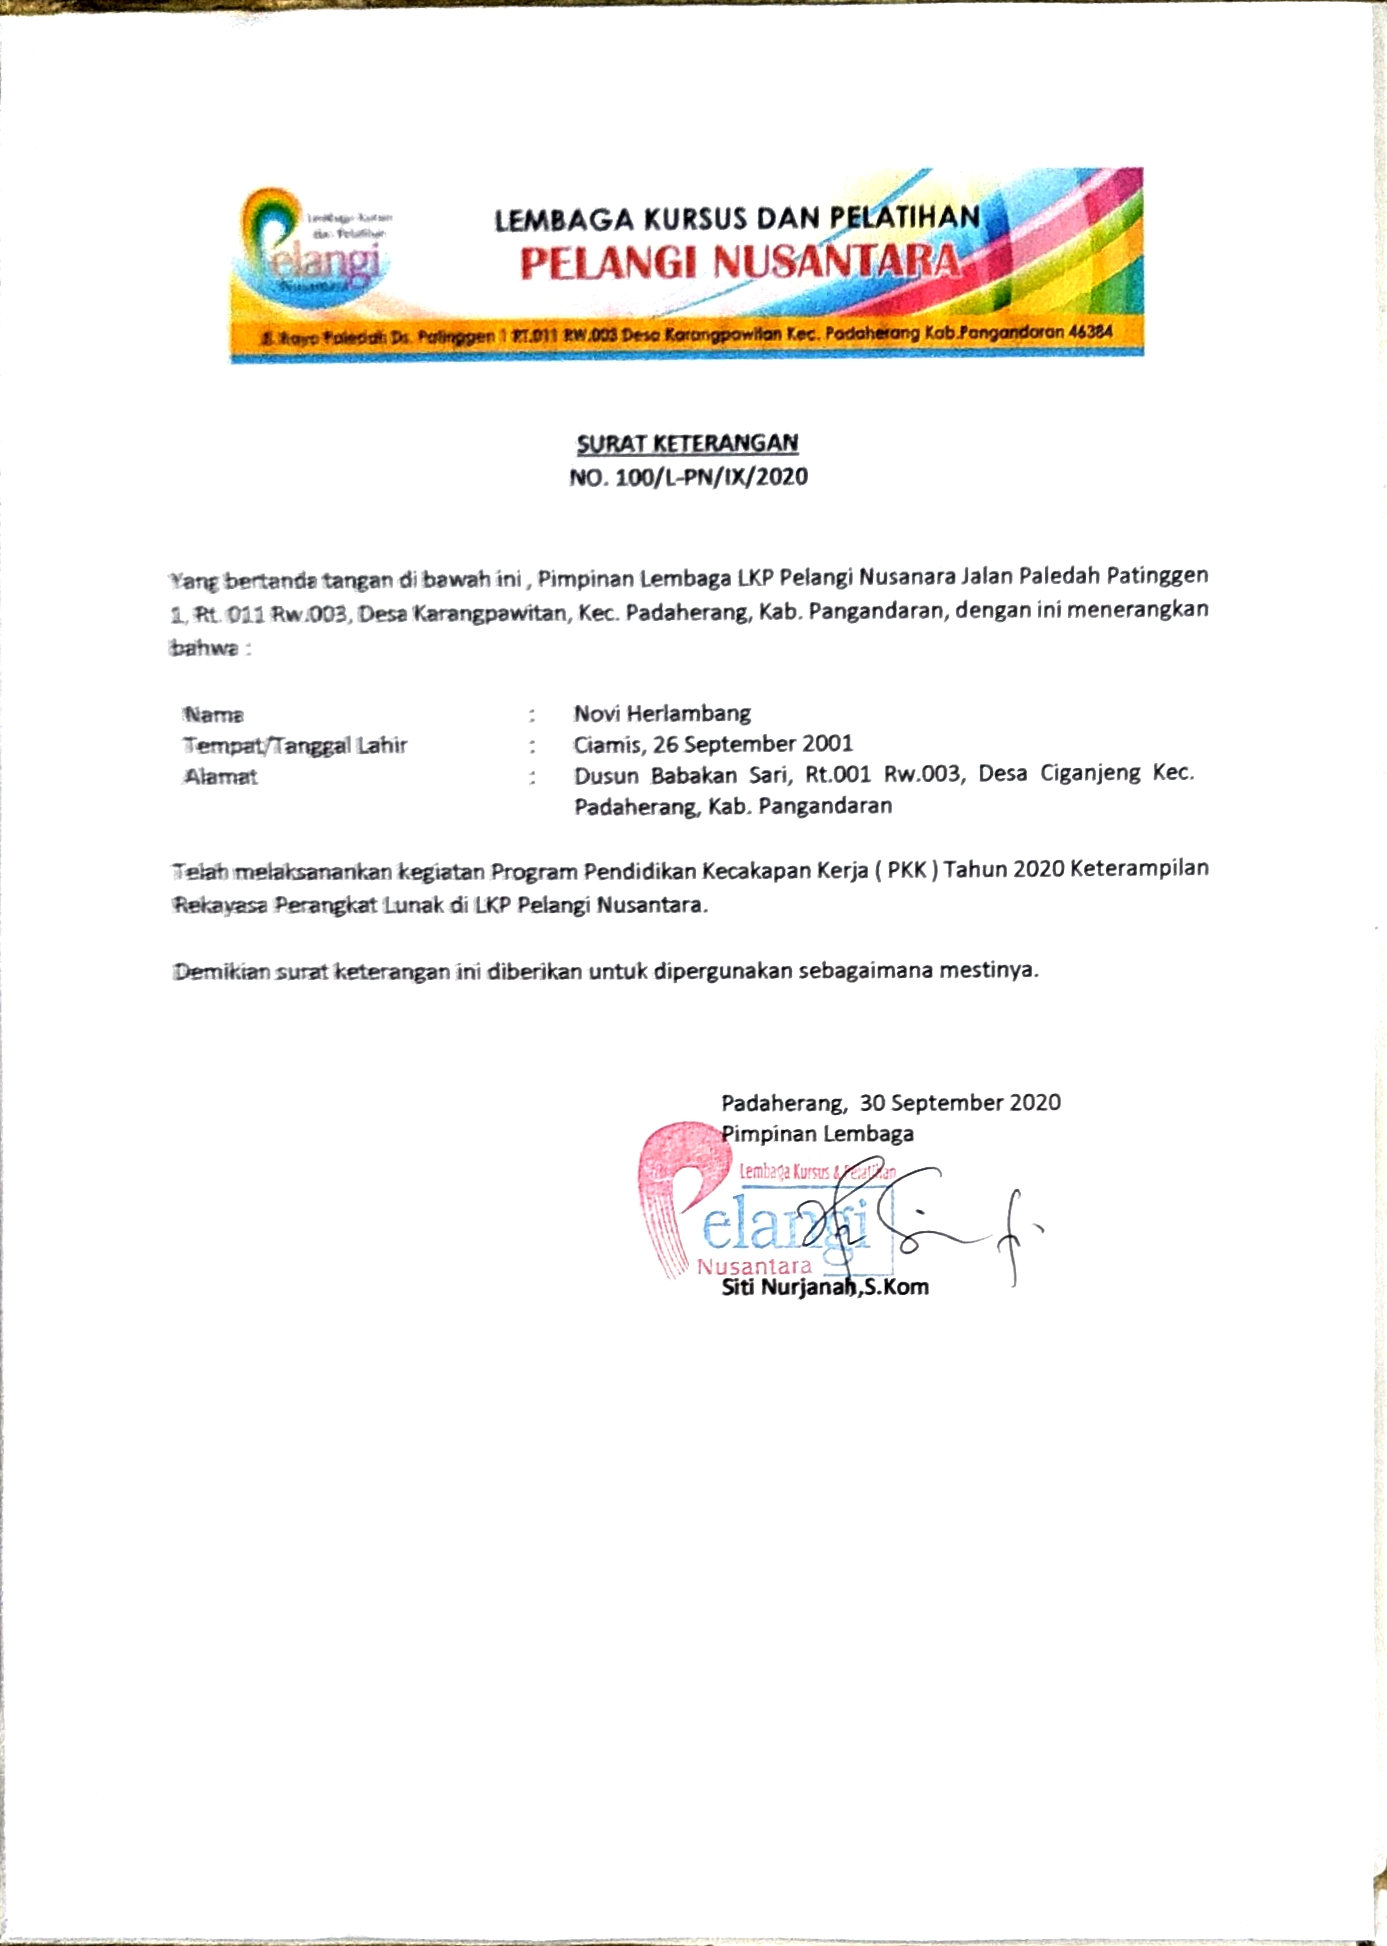 Lembaga Kursus
dan Pelatihan
Pelangi
Nusantara
LEMBAGA KURSUS DAN PELATIHAN
PELANGI NUSANTARA
Jl. Raya Paledah Ds. Patinggen 1 RT.011 RW.003 Desa Karangpawitan Kec. Padaherang Kab.Pangandaran 46384
SURAT KETERANGAN
NO. 100/L-PN/IX/2020
Yang bertanda tangan di bawah ini , Pimpinan Lembaga LKP Pelangi Nusanara Jalan Paledah Patinggen
1, Rt. 011 Rw.003, Desa Karangpawitan, Kec. Padaherang, Kab. Pangandaran, dengan ini menerangkan
bahwa :
Nama : Novi Herlambang
Tempat/Tanggal Lahir : Ciamis, 26 September 2001
Alamat : Dusun Babakan Sari, Rt.001 Rw.003, Desa Ciganjeng Kec.
Padaherang, Kab. Pangandaran
Telah melaksanankan kegiatan Program Pendidikan Kecakapan Kerja ( PKK ) Tahun 2020 Keterampilan
Rekayasa Perangkat Lunak di LKP Pelangi Nusantara.
Demikian surat keterangan ini diberikan untuk dipergunakan sebagaimana mestinya.
Padaherang, 30 September 2020
Pimpinan Lembaga
Lembaga Kursus & Pelatihan
Pelangi
Nusantara
Siti Nurjanah,S.Kom